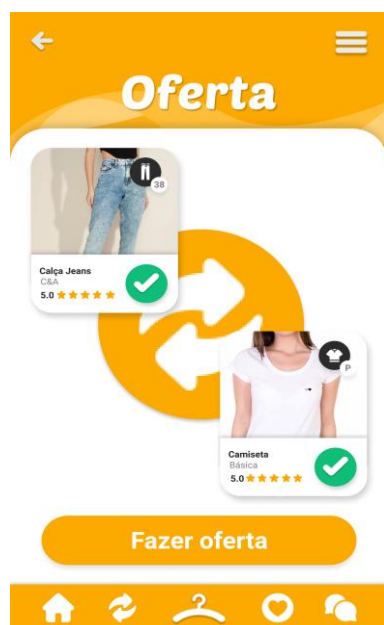 Oferta
38
Calça Jeans
C&A
5.0
P
Camiseta
Básica
5.0
Fazer oferta